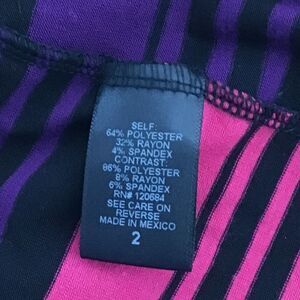 SELF:
64% POLYESTER
32% RAYON
4% SPANDEX
CONTRAST:
86% POLYESTER
8% RAYON
6% SPANDEX
RN# 120684
SEE CARE ON
REVERSE
MADE IN MEXICO
2